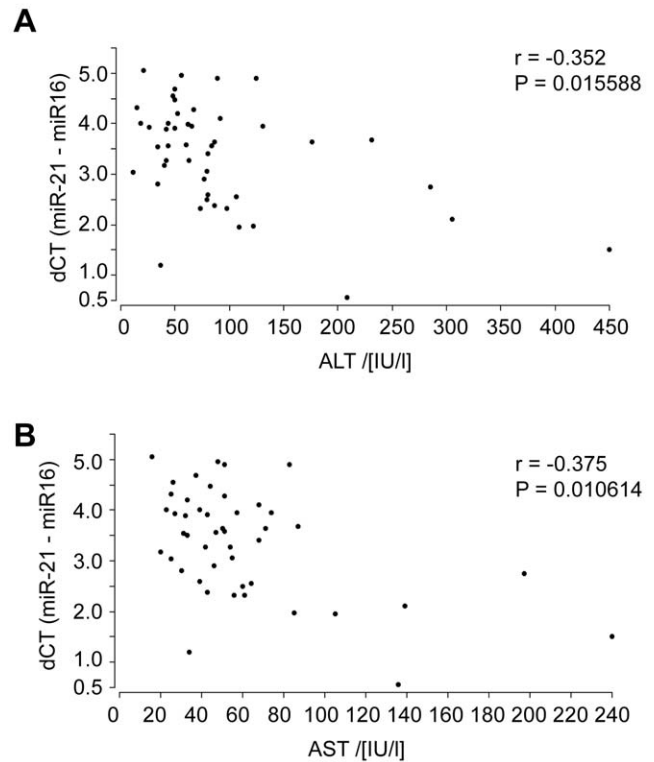 A
r = -0.352
P = 0.015588
dCT (miR-21 - miR16)
5.0
4.0
3.0
2.0
1.0
0.5
0 50 100 150 200 250 300 350 400 450
ALT /[IU/l]
B
r = -0.375
P = 0.010614
dCT (miR-21 - miR16)
5.0
4.0
3.0
2.0
1.0
0.5
0 20 40 60 80 100 120 140 160 180 200 220 240
AST /[IU/l]